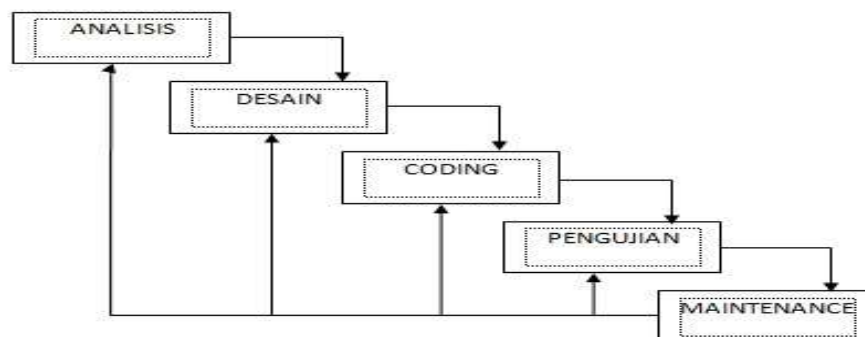 ANALISIS
DESAIN
CODING
PENGUJIAN
MAINTENANCE